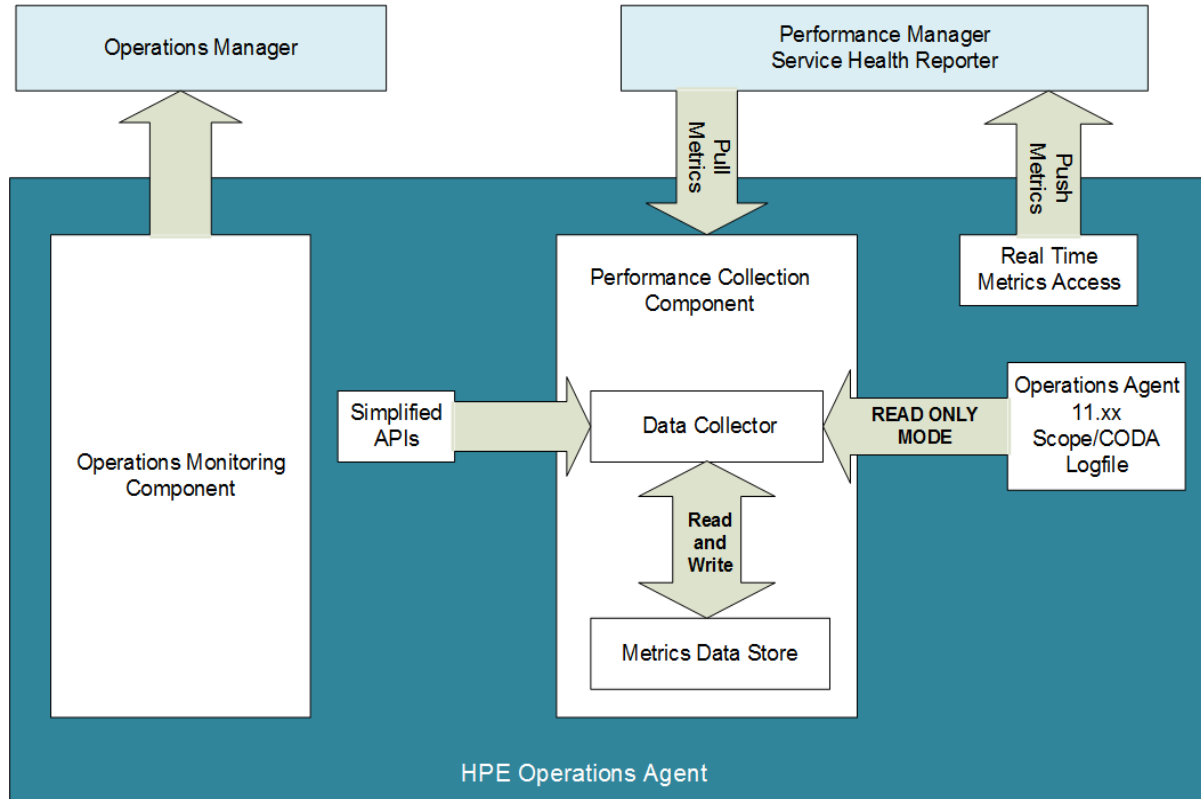 Operations Manager
Performance Manager
Service Health Reporter
Pull
Metrics
Push
Metrics
Real Time
Metrics Access
Performance Collection
Component
Operations Monitoring
Component
Simplified
APIs
Data Collector
READ ONLY
MODE
Operations Agent
11.xx
Scope/CODA
Logfile
Read
and
Write
Metrics Data Store
HPE Operations Agent